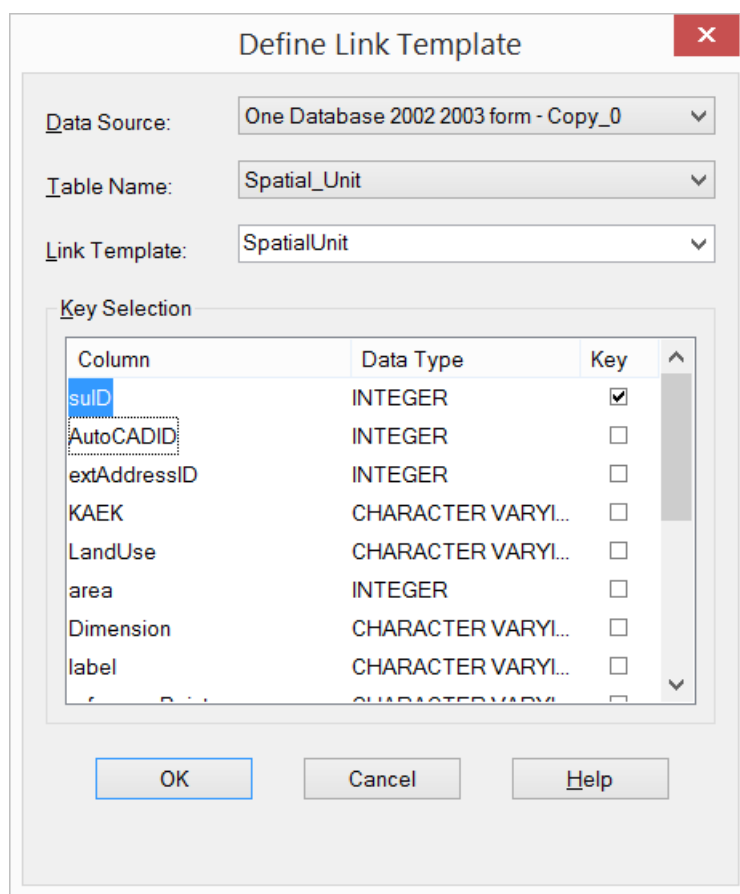 Define Link Template
Data Source: One Database 2002 2003 form - Copy_0
Table Name: Spatial_Unit
Link Template: SpatialUnit
Key Selection
Column Data Type Key
suID INTEGER
AutoCADID INTEGER
extAddressID INTEGER
KAEK CHARACTER VARYI...
LandUse CHARACTER VARYI...
area INTEGER
Dimension CHARACTER VARYI...
label CHARACTER VARYI...
OK Cancel Help